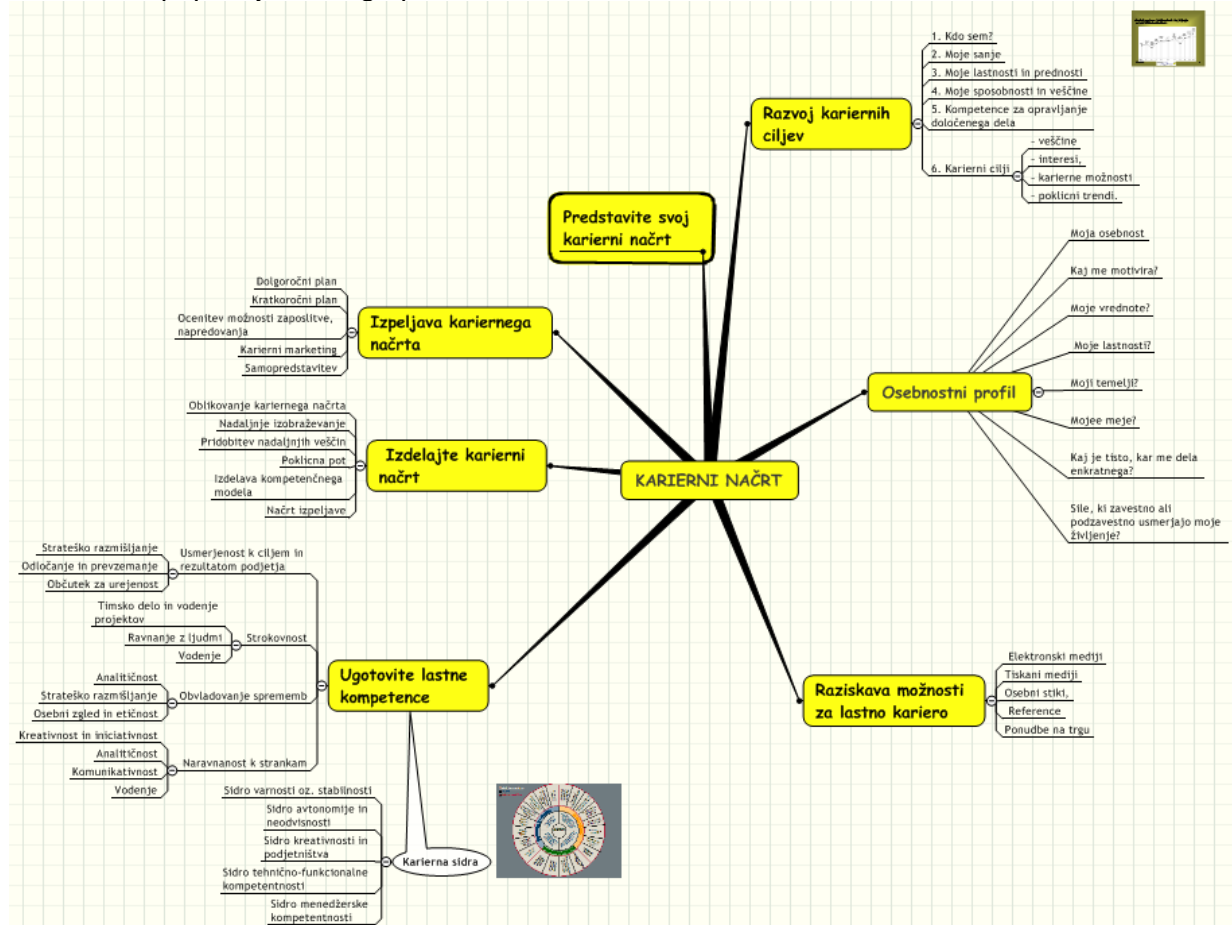 1. Kdo sem?
2. Moje sanje
3. Moje lastnosti in prednosti
4. Moje sposobnosti in veščine
5. Kompetence za opravljanje
določenega dela
6. Karierni cilji
- veščine
- interesi,
- karierne možnosti
- poklicni trendi.
Razvoj kariernih
ciljev
Predstavite svoj
karierni načrt
Moja osebnost
Kaj me motivira?
Moje vrednote?
Moje lastnosti?
Moji temelji?
Mojee meje?
Kaj je tisto, kar me dela
enkratnega?
Sile, ki zavestno ali
podzavestno usmerjajo moje
življenje?
Osebnostni profil
Dolgoročni plan
Kratkoročni plan
Ocenitev možnosti zaposlitve,
napredovanja
Karierni marketing
Samopredstavitev
Izpeljava kariernega
načrta
Oblikovanje kariernega načrta
Nadaljnje izobraževanje
Pridobitev nadaljnjih veščin
Poklicna pot
Izdelava kompetenčnega
modela
Načrt izpeljave
Izdelajte karierni
načrt
KARIERNI NAČRT
Strateško razmišljanje
Odločanje in prevzemanje
Občutek za urejenost
Usmerjenost k ciljem in
rezultatom podjetja
Timsko delo in vodenje
projektov
Ravnanje z ljudmi
Vodenje
Strokovnost
Analitičnost
Strateško razmišljanje
Osebni zgled in etičnost
Obvladovanje sprememb
Kreativnost in iniciativnost
Analitičnost
Komunikativnost
Vodenje
Naravnanost k strankam
Ugotovite lastne
kompetence
Elektronski mediji
Tiskani mediji
Osebni stiki,
Reference
Ponudbe na trgu
Raziskava možnosti
za lastno kariero
Sidro varnosti oz. stabilnosti
Sidro avtonomije in
neodvisnosti
Sidro kreativnosti in
podjetništva
Sidro tehnično-funkcionalne
kompetentnosti
Sidro menedžerske
kompetentnosti
Karierna sidra